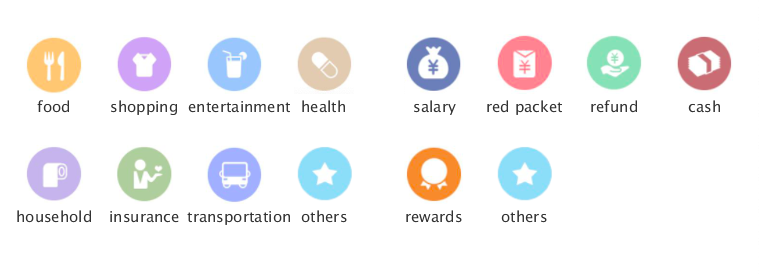 food shopping entertainment health salary red packet refund cash
household insurance transportation others rewards others